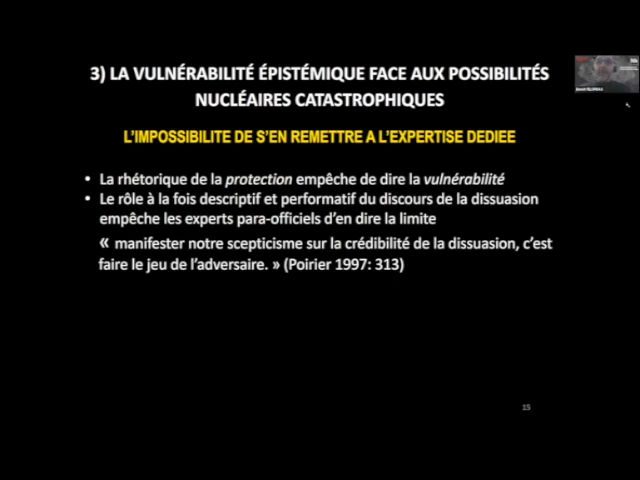 3) LA VULNÉRABILITÉ ÉPISTÉMIQUE FACE AUX POSSIBILITÉS
NUCLÉAIRES CATASTROPHIQUES
L'IMPOSSIBILITE DE S'EN REMETTRE A L'EXPERTISE DEDIEE
• La rhétorique de la protection empêche de dire la vulnérabilité
• Le rôle à la fois descriptif et performatif du discours de la dissuasion
empêche les experts para-officiels d'en dire la limite
« manifester notre scepticisme sur la crédibilité de la dissuasion, c'est
faire le jeu de l'adversaire. » (Poirier 1997: 313)
15